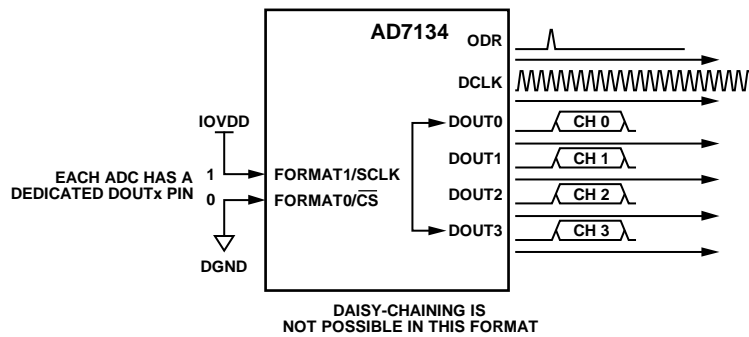 AD7134
ODR
DCLK
IOVDD
DOUT0
CH 0
EACH ADC HAS A
DEDICATED DOUTx PIN
1
FORMAT1/SCLK
DOUT1
CH 1
0
FORMAT0/CS
DOUT2
CH 2
DOUT3
CH 3
DGND
DAISY-CHAINING IS
NOT POSSIBLE IN THIS FORMAT